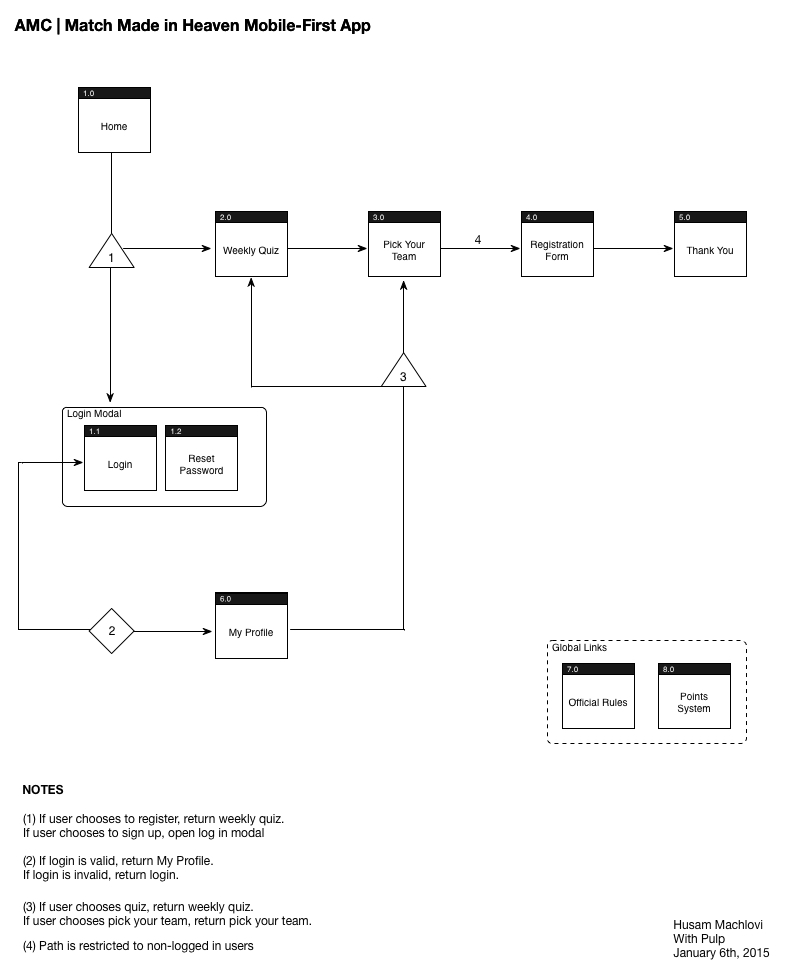 AMC | Match Made in Heaven Mobile-First App
1.0
Home
1
2.0
Weekly Quiz
3.0
Pick Your
Team
4
4.0
Registration
Form
5.0
Thank You
3
Login Modal
1.1
Login
1.2
Reset
Password
2
6.0
My Profile
Global Links
7.0
Official Rules
8.0
Points
System
NOTES
(1) If user chooses to register, return weekly quiz.
If user chooses to sign up, open log in modal
(2) If login is valid, return My Profile.
If login is invalid, return login.
(3) If user chooses quiz, return weekly quiz.
If user chooses pick your team, return pick your team.
(4) Path is restricted to non-logged in users
Husam Machlovi
With Pulp
January 6th, 2015